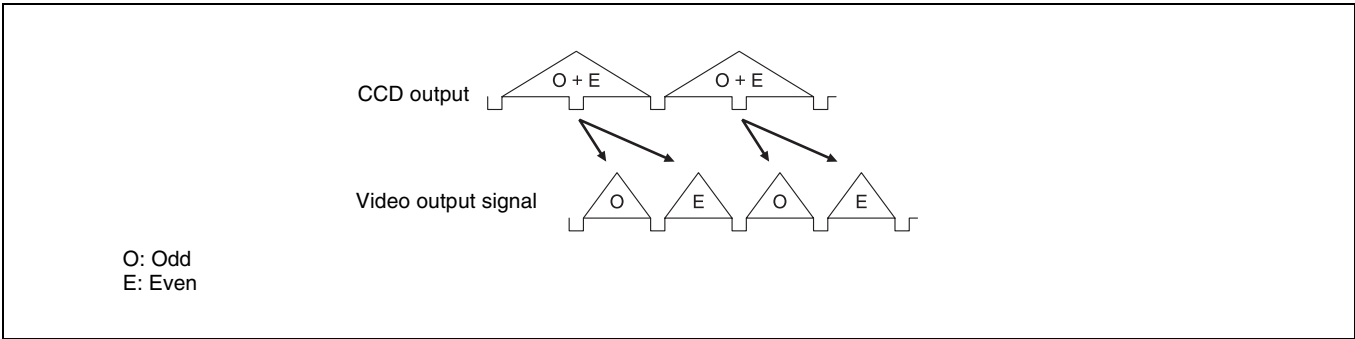 O + E O + E
CCD output
Video output signal
O E O E
O: Odd
E: Even